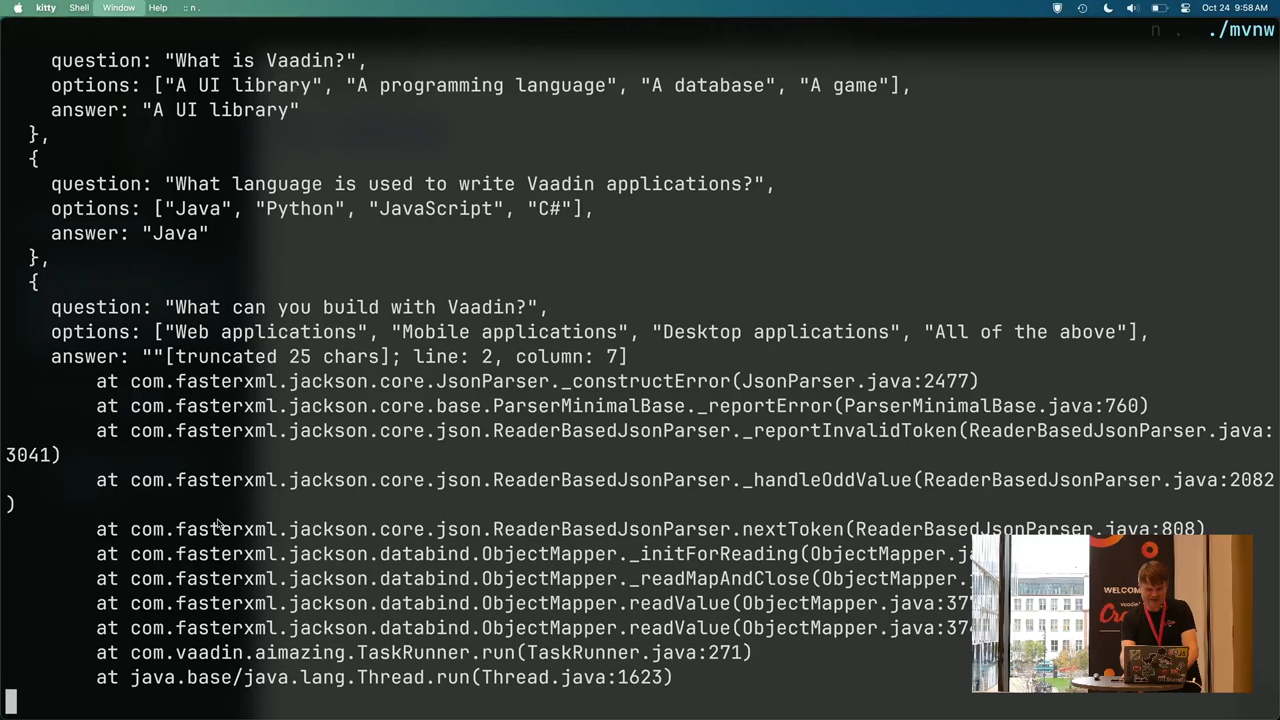 kitty Shell Window Help :: n . Oct 24 9:58 AM
n . ./mvnw
question: "What is Vaadin?",
options: ["A UI library", "A programming language", "A database", "A game"],
answer: "A UI library"
},
{
question: "What language is used to write Vaadin applications?",
options: ["Java", "Python", "JavaScript", "C#"],
answer: "Java"
},
{
question: "What can you build with Vaadin?",
options: ["Web applications", "Mobile applications", "Desktop applications", "All of the above"],
answer: ""[truncated 25 chars]; line: 2, column: 7]
at com.fasterxml.jackson.core.JsonParser._constructError(JsonParser.java:2477)
at com.fasterxml.jackson.core.base.ParserMinimalBase._reportError(ParserMinimalBase.java:760)
at com.fasterxml.jackson.core.json.ReaderBasedJsonParser._reportInvalidToken(ReaderBasedJsonParser.java:
3041)
at com.fasterxml.jackson.core.json.ReaderBasedJsonParser._handleOddValue(ReaderBasedJsonParser.java:2082
)
at com.fasterxml.jackson.core.json.ReaderBasedJsonParser.nextToken(ReaderBasedJsonParser.java:808)
at com.fasterxml.jackson.databind.ObjectMapper._initForReading(ObjectMapper.ja
at com.fasterxml.jackson.databind.ObjectMapper._readMapAndClose(ObjectMapper.
at com.fasterxml.jackson.databind.ObjectMapper.readValue(ObjectMapper.java:37
at com.fasterxml.jackson.databind.ObjectMapper.readValue(ObjectMapper.java:37
at com.vaadin.aimazing.TaskRunner.run(TaskRunner.java:271)
at java.base/java.lang.Thread.run(Thread.java:1623)
WELCOM
vaadin
Cre